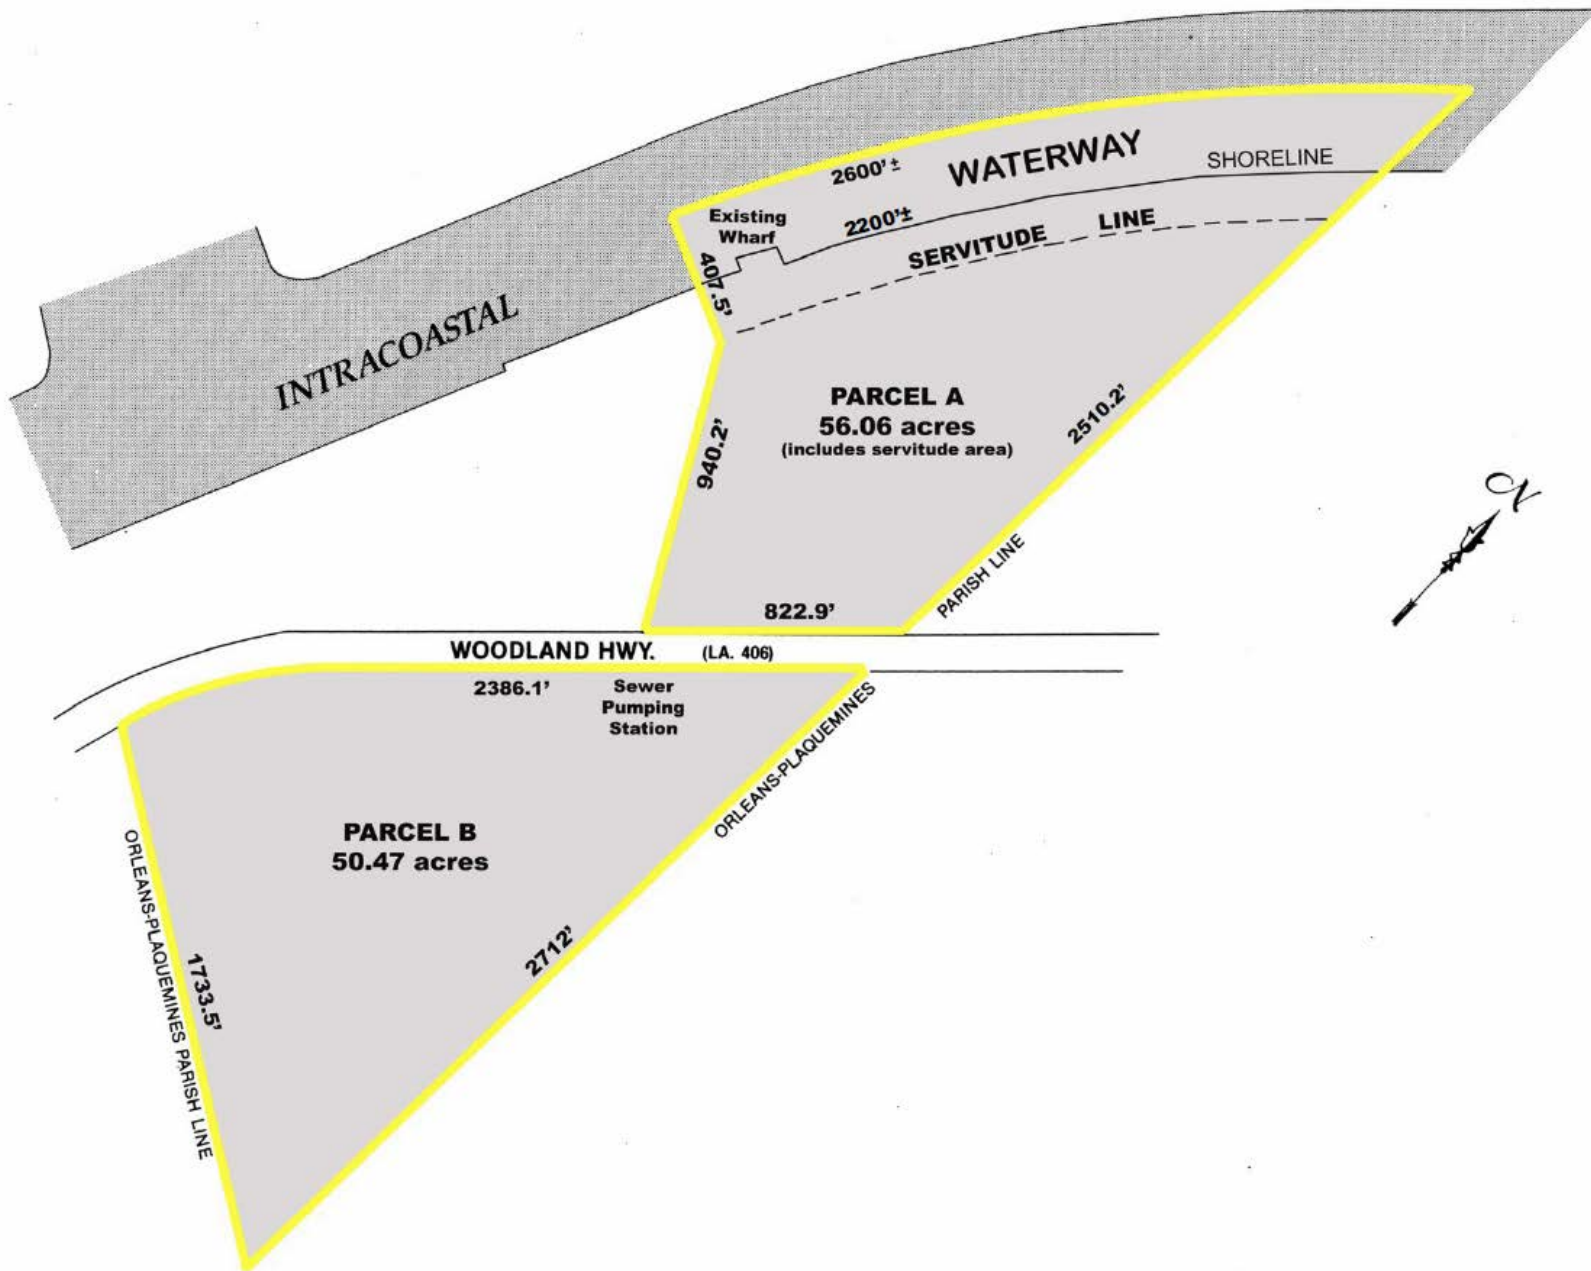 WATERWAY
SHORELINE
2600'±
Existing
Wharf
2200'±
SERVITUDE LINE
407.5'
INTRACOASTAL
PARCEL A
56.06 acres
(includes servitude area)
940.2'
2510.2'
N
822.9'
PARISH LINE
WOODLAND HWY. (LA. 406)
2386.1'
Sewer
Pumping
Station
ORLEANS-PLAQUEMINES
PARCEL B
50.47 acres
ORLEANS-PLAQUEMINES PARISH LINE
1733.5'
2712'